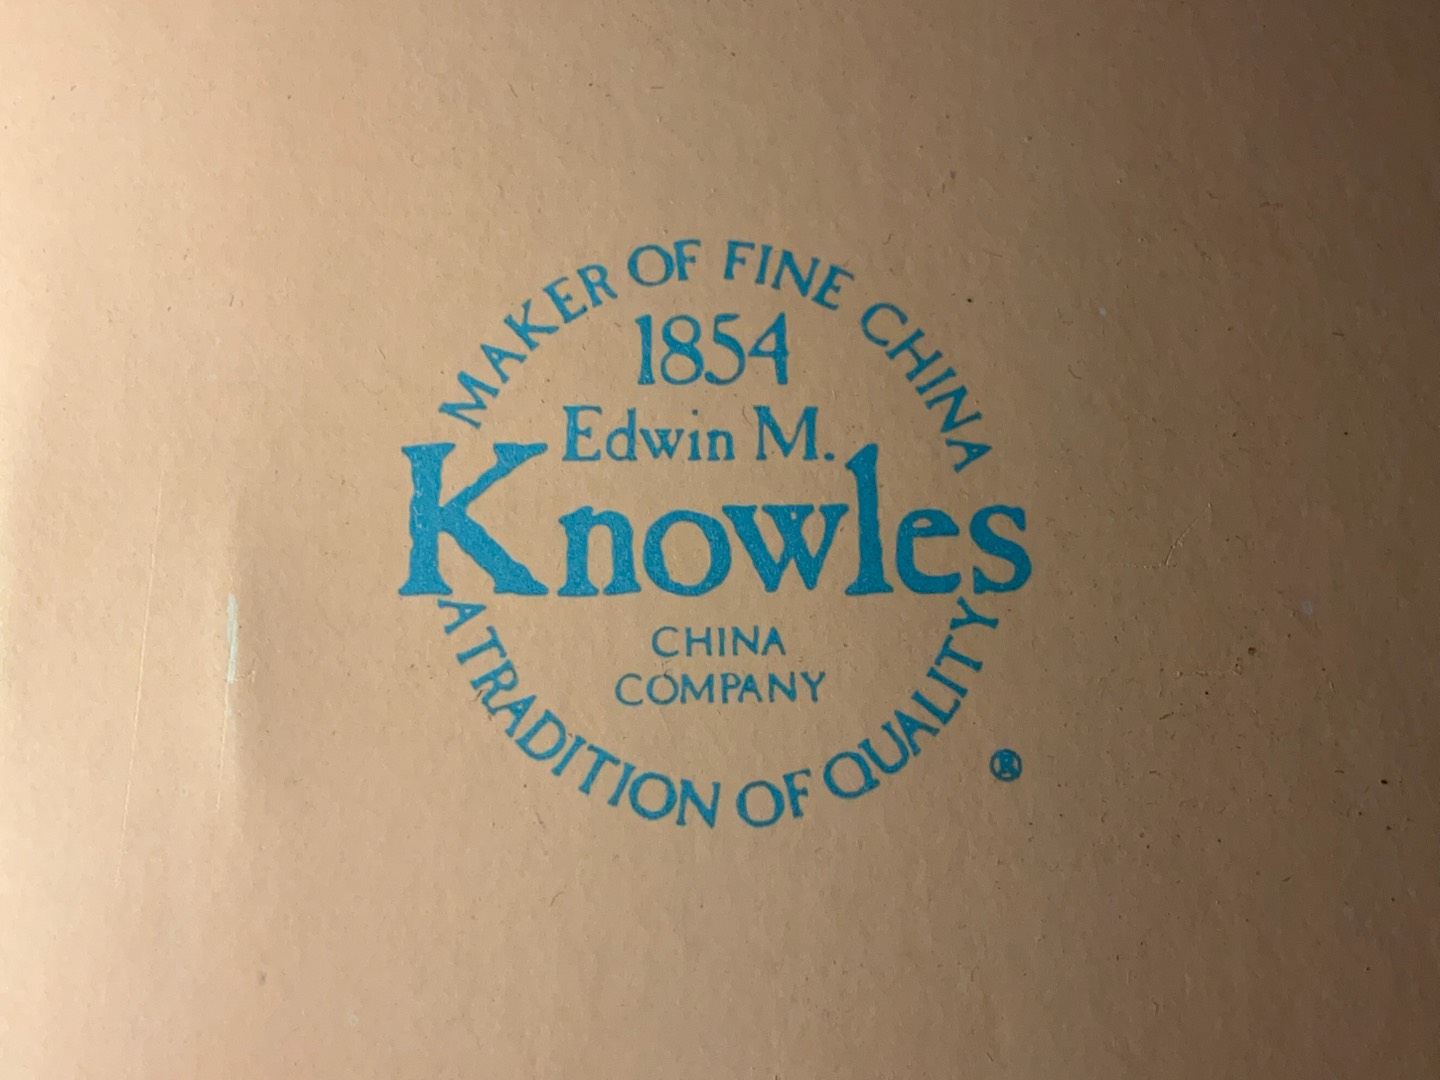 MAKER OF FINE CHINA
1854
Edwin M.
Knowles
CHINA
COMPANY
A TRADITION OF QUALITY
®